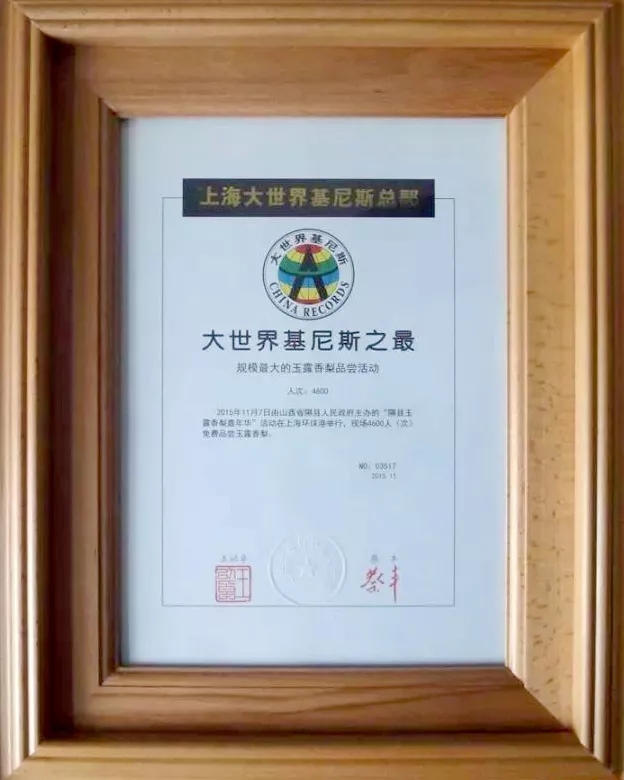 上海大世界基尼斯总部
大世界基尼斯
CHINA RECORDS
大世界基尼斯之最
规模最大的玉露香梨品尝活动
人次：4600
2015年11月7日由山西省隰县人民政府主办的“隰县玉
露香梨嘉年华”活动在上海环球港举行，现场4600人（次）
免费品尝玉露香梨。
NO：03517
2015.11
蔡丰